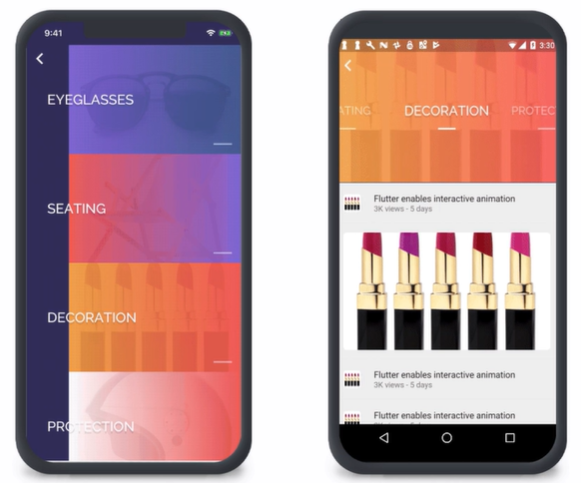 9:41
EYEGLASSES
SEATING
DECORATION
PROTECTION
3:30
ATING
DECORATION
PROTEC
Flutter enables interactive animation
3K views - 5 days
Flutter enables interactive animation
3K views - 5 days
Flutter enables interactive animation